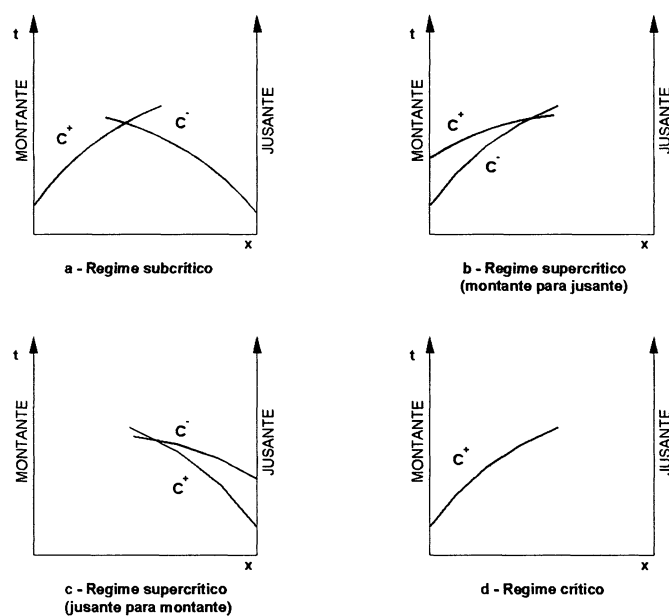 t
MONTANTE
C+
C-
JUSANTE
x
a - Regime subcrítico
t
MONTANTE
C+
C-
JUSANTE
x
b - Regime supercrítico
(montante para jusante)
t
MONTANTE
C-
C+
JUSANTE
x
c - Regime supercrítico
(jusante para montante)
t
MONTANTE
C+
JUSANTE
x
d - Regime crítico